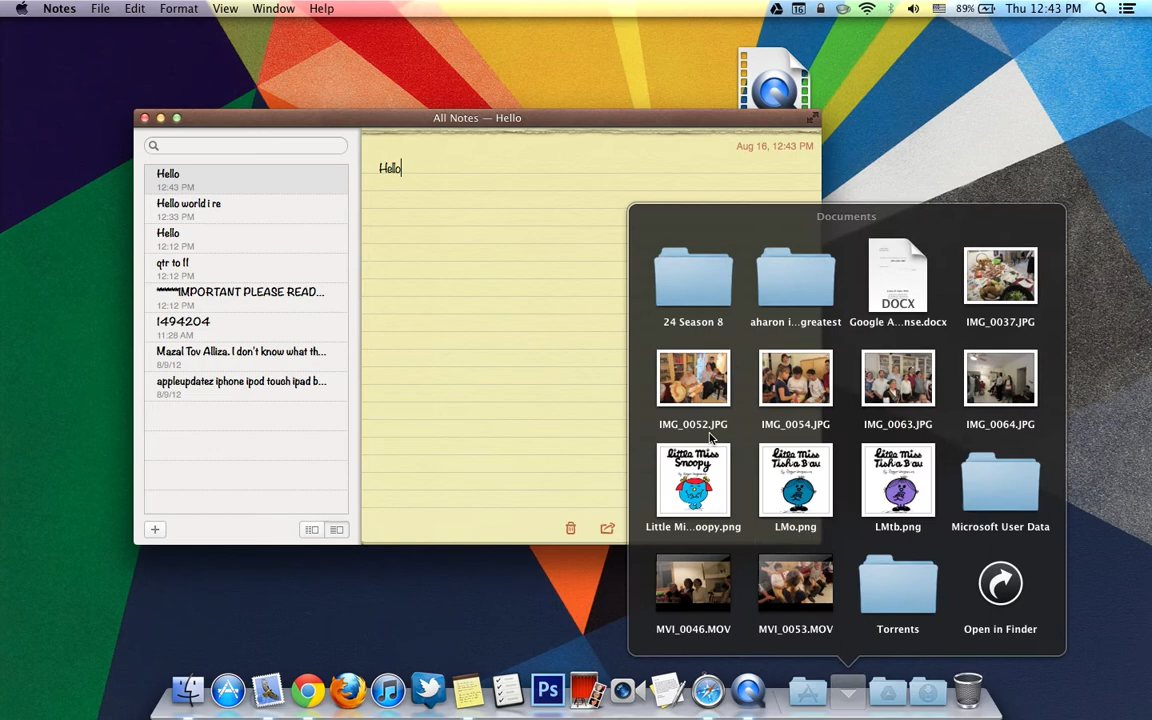 Notes File Edit Format View Window Help
16 89% Thu 12:43 PM
All Notes — Hello
Hello
12:43 PM
Hello world i re
12:33 PM
Hello
12:12 PM
qtr to 11
12:12 PM
IMPORTANT PLEASE READ...
12:12 PM
1494204
11:28 AM
Mazal Tov Alliza. I don't know what th...
8/9/12
appleupdatez iphone ipod touch ipad b...
8/9/12
Aug 16, 12:43 PM
Hello
Documents
24 Season 8 aharon i...greatest Google A...nse.docx IMG_0037.JPG
DOCX
IMG_0052.JPG IMG_0054.JPG IMG_0063.JPG IMG_0064.JPG
little Miss Snoopy
little Miss Tisha B'av
little Miss Tisha B'av
Little Mi...oopy.png LMo.png LMtb.png Microsoft User Data
MVI_0046.MOV MVI_0053.MOV Torrents Open in Finder
Ps